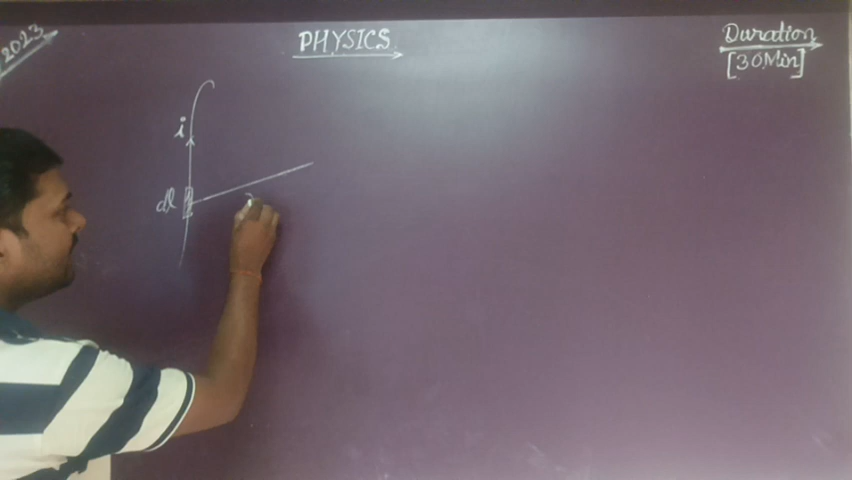 2023
PHYSICS
Duration
[30Min]
i
dl